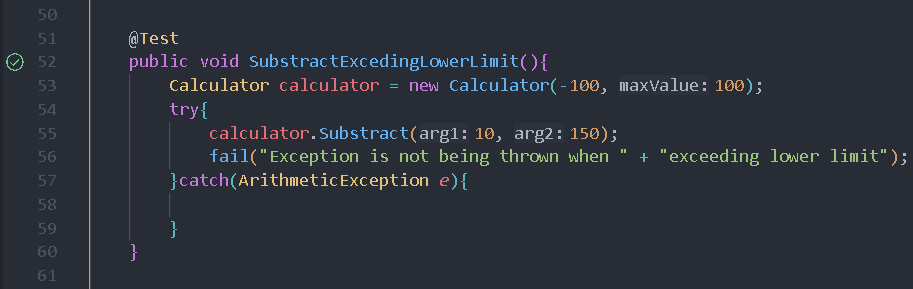 50
51 @Test
52 public void SubstractExcedingLowerLimit(){
53 Calculator calculator = new Calculator(-100, maxValue: 100);
54 try{
55 calculator.Substract(arg1: 10, arg2: 150);
56 fail("Exception is not being thrown when " + "exceeding lower limit");
57 }catch(ArithmeticException e){
58
59 }
60 }
61